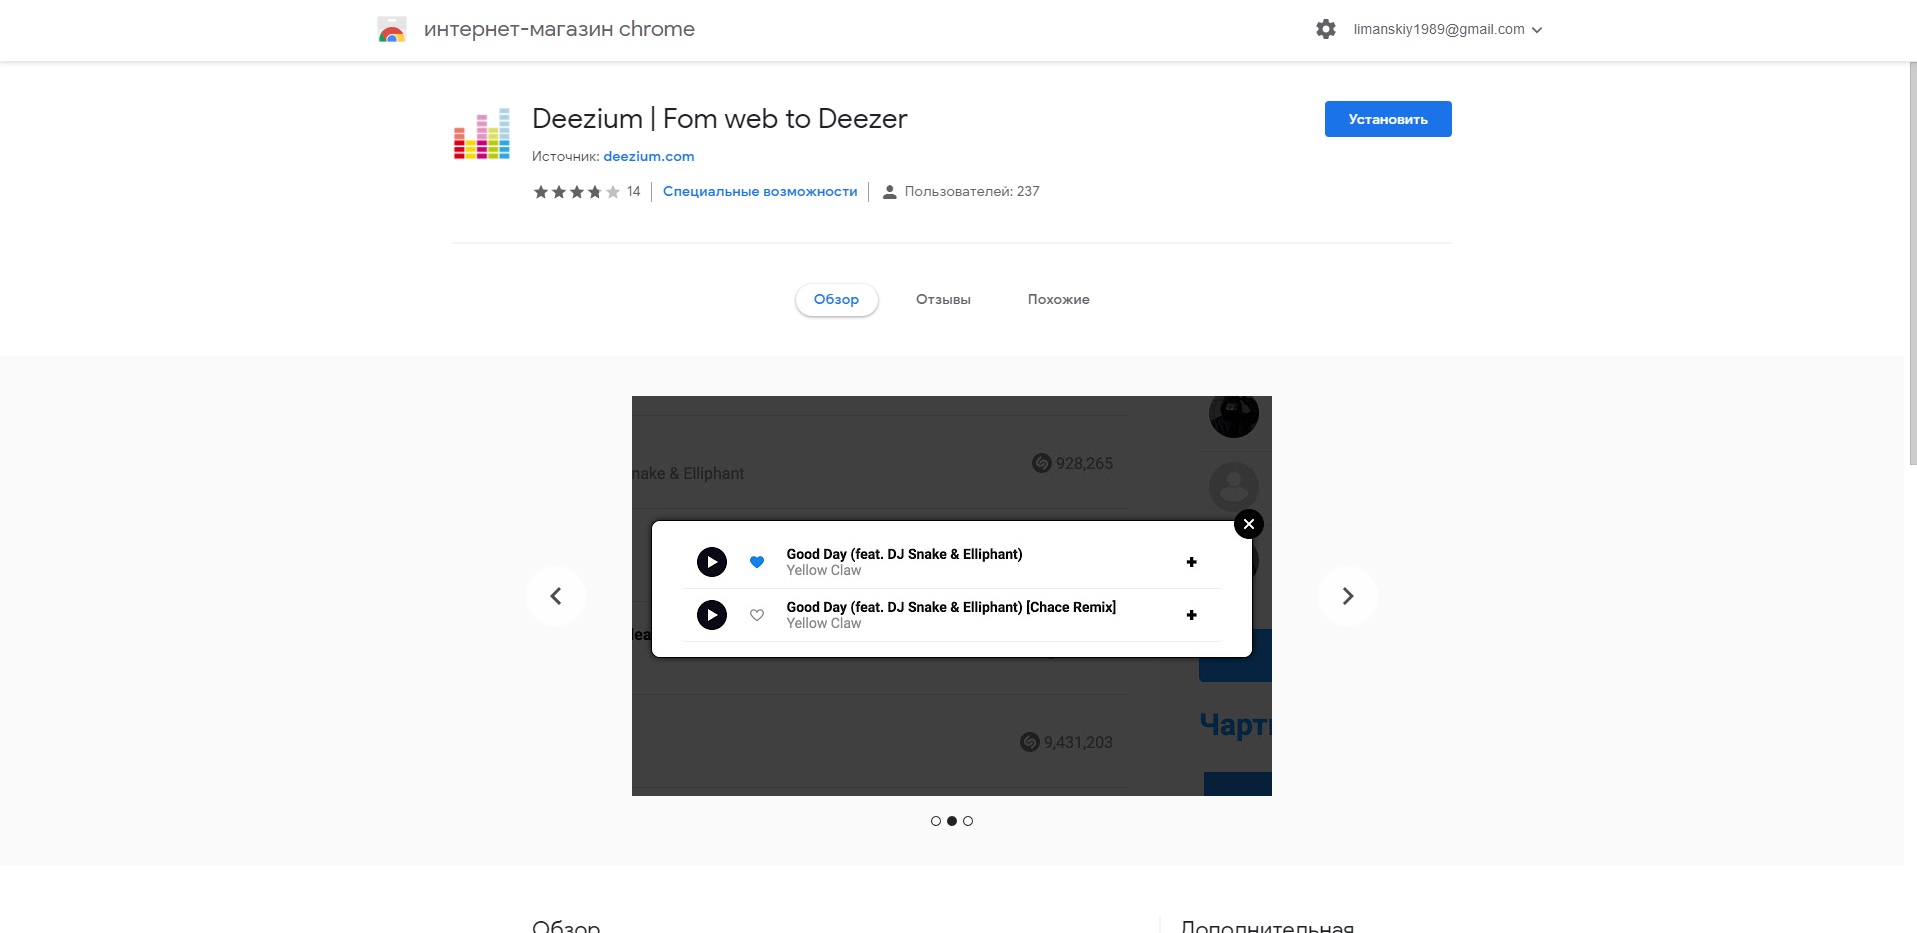 интернет-магазин chrome
limanskiy1989@gmail.com
Deezium | Fom web to Deezer
Установить
Источник: deezium.com
14
Специальные возможности
Пользователей: 237
Обзор
Отзывы
Похожие
nake & Elliphant
928,265
Good Day (feat. DJ Snake & Elliphant)
Yellow Claw
Good Day (feat. DJ Snake & Elliphant) [Chace Remix]
Yellow Claw
lea
Чарт
9,431,203
Обзор
Дополнительная